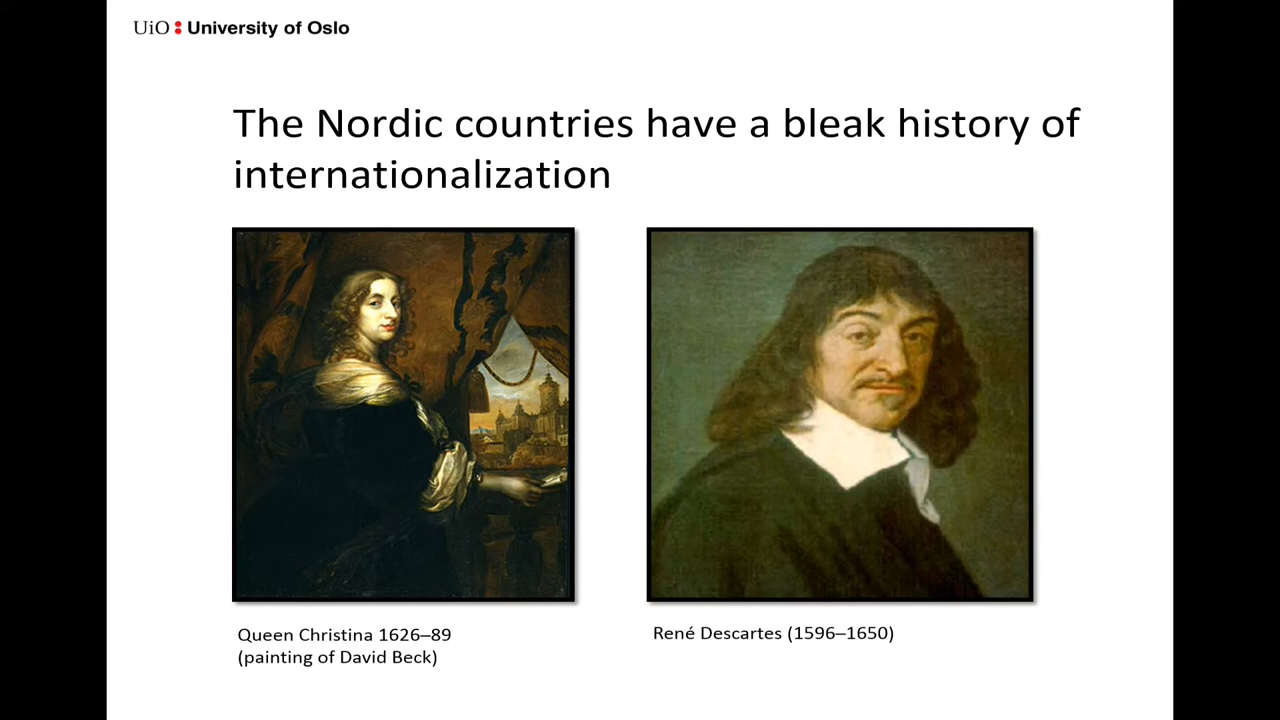 UiO : University of Oslo
The Nordic countries have a bleak history of
internationalization
Queen Christina 1626–89
(painting of David Beck)
René Descartes (1596–1650)